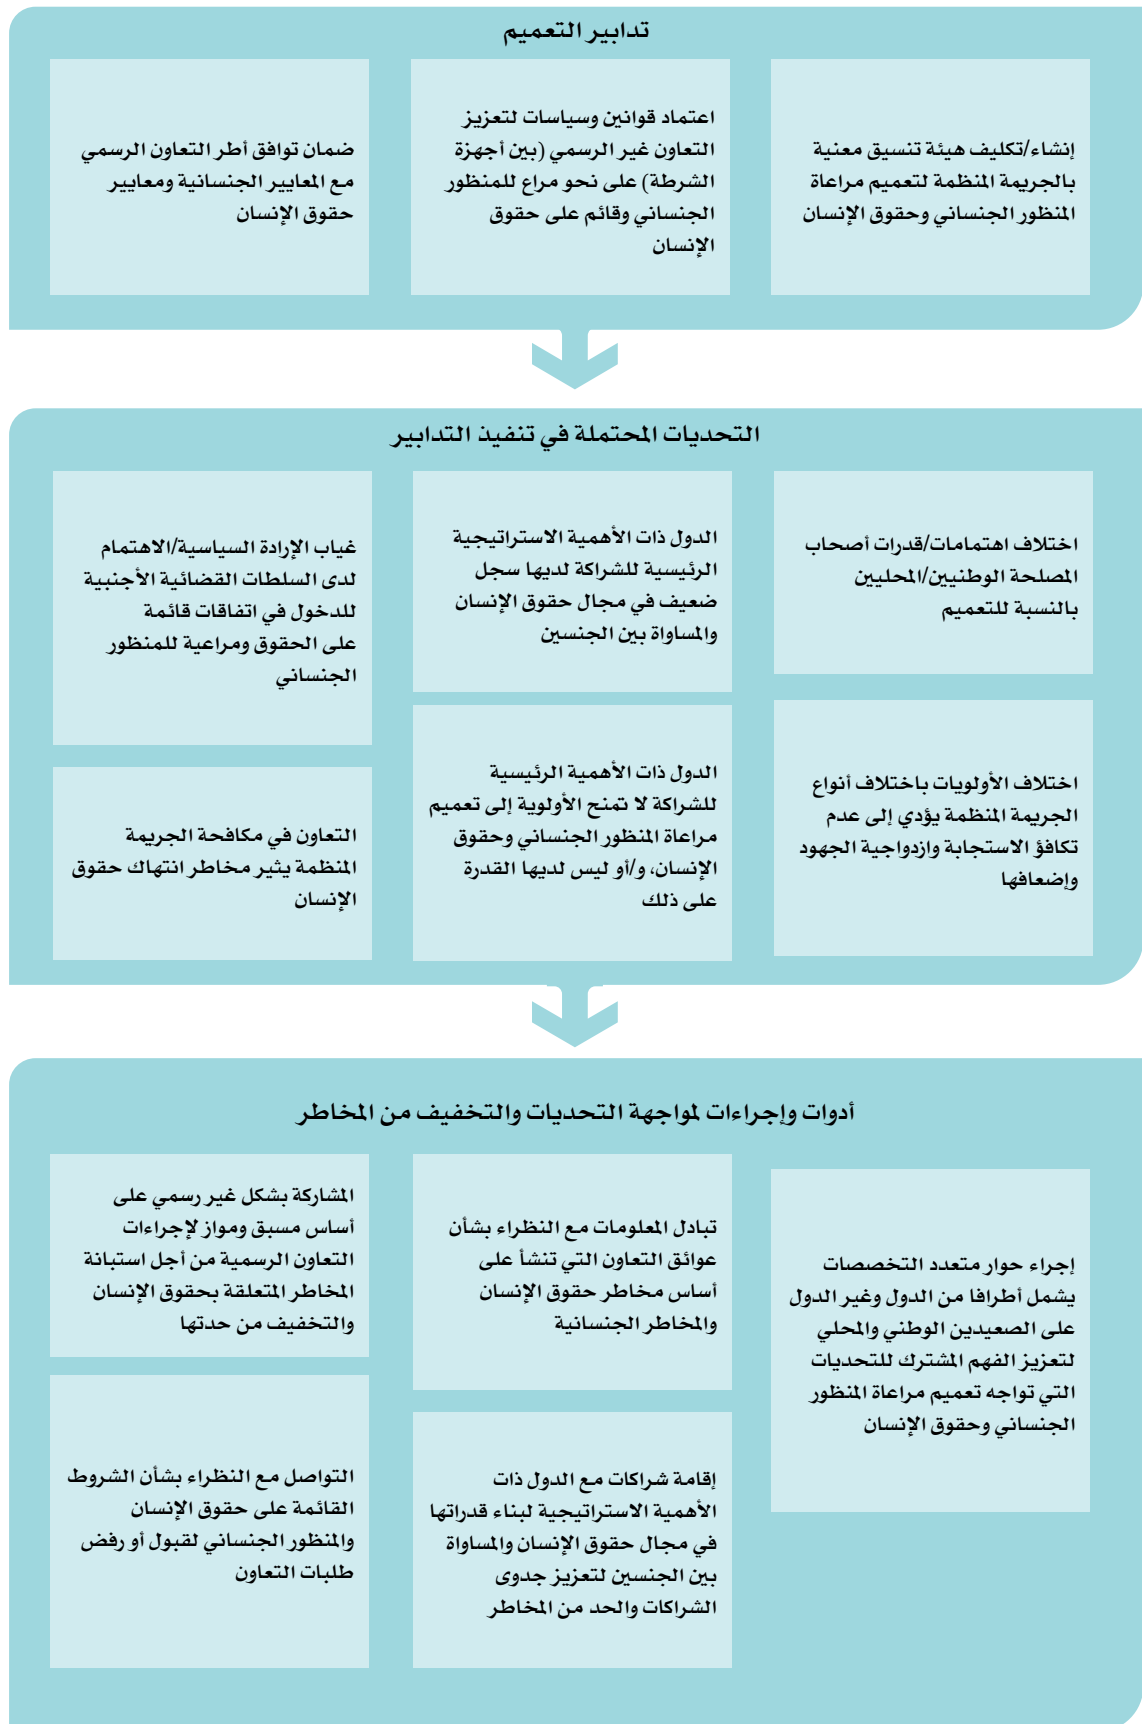 تدابير التعميم
إنشاء/تكليف هيئة تنسيق معنية
بالجريمة المنظمة لتعميم مراعاة
المنظور الجنساني وحقوق الإنسان
اعتماد قوانين وسياسات لتعزيز
التعاون غير الرسمي (بين أجهزة
الشرطة) على نحو مراع للمنظور
الجنساني وقائم على حقوق
الإنسان
ضمان توافق أطر التعاون الرسمي
مع المعايير الجنسانية ومعايير
حقوق الإنسان
التحديات المحتملة في تنفيذ التدابير
اختلاف اهتمامات/قدرات أصحاب
المصلحة الوطنيين/المحليين
بالنسبة للتعميم
اختلاف الأولويات باختلاف أنواع
الجريمة المنظمة يؤدي إلى عدم
تكافؤ الاستجابة وازدواجية الجهود
وإضعافها
الدول ذات الأهمية الاستراتيجية
الرئيسية للشراكة لديها سجل
ضعيف في مجال حقوق الإنسان
والمساواة بين الجنسين
الدول ذات الأهمية الرئيسية
للشراكة لا تمنح الأولوية إلى تعميم
مراعاة المنظور الجنساني وحقوق
الإنسان، و/أو ليس لديها القدرة
على ذلك
غياب الإرادة السياسية/الاهتمام
لدى السلطات القضائية الأجنبية
للدخول في اتفاقات قائمة
على الحقوق ومراعية للمنظور
الجنساني
التعاون في مكافحة الجريمة
المنظمة يثير مخاطر انتهاك حقوق
الإنسان
أدوات وإجراءات لمواجهة التحديات والتخفيف من المخاطر
إجراء حوار متعدد التخصصات
يشمل أطرافا من الدول وغير الدول
على الصعيدين الوطني والمحلي
لتعزيز الفهم المشترك للتحديات
التي تواجه تعميم مراعاة المنظور
الجنساني وحقوق الإنسان
تبادل المعلومات مع النظراء بشأن
عوائق التعاون التي تنشأ على
أساس مخاطر حقوق الإنسان
والمخاطر الجنسانية
إقامة شراكات مع الدول ذات
الأهمية الاستراتيجية لبناء قدراتها
في مجال حقوق الإنسان والمساواة
بين الجنسين لتعزيز جدوى
الشراكات والحد من المخاطر
المشاركة بشكل غير رسمي على
أساس مسبق ومواز لإجراءات
التعاون الرسمية من أجل استبانة
المخاطر المتعلقة بحقوق الإنسان
والتخفيف من حدتها
التواصل مع النظراء بشأن الشروط
القائمة على حقوق الإنسان
والمنظور الجنساني لقبول أو رفض
طلبات التعاون